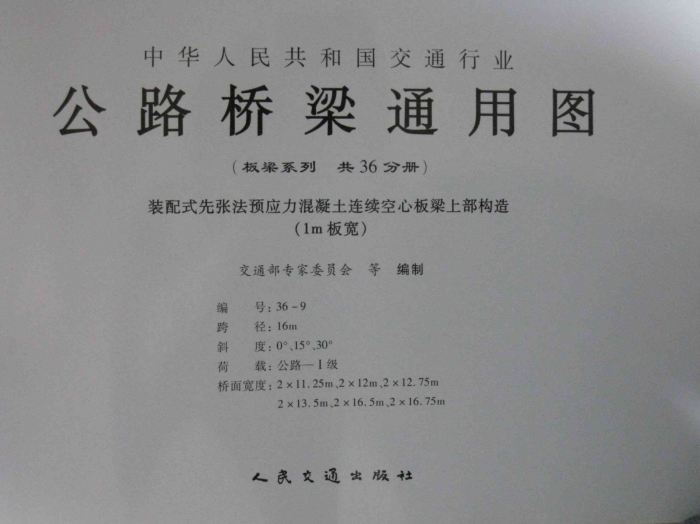 中华人民共和国交通行业
公路桥梁通用图
（板梁系列　共36分册）
装配式先张法预应力混凝土连续空心板梁上部构造
（1m板宽）
交通部专家委员会　等　编制
编　号：36-9
跨　径：16m
斜　度：0°、15°、30°
荷　载：公路—Ⅰ级
桥面宽度：2×11.25m、2×12m、2×12.75m
2×13.5m、2×16.5m、2×16.75m
人民交通出版社